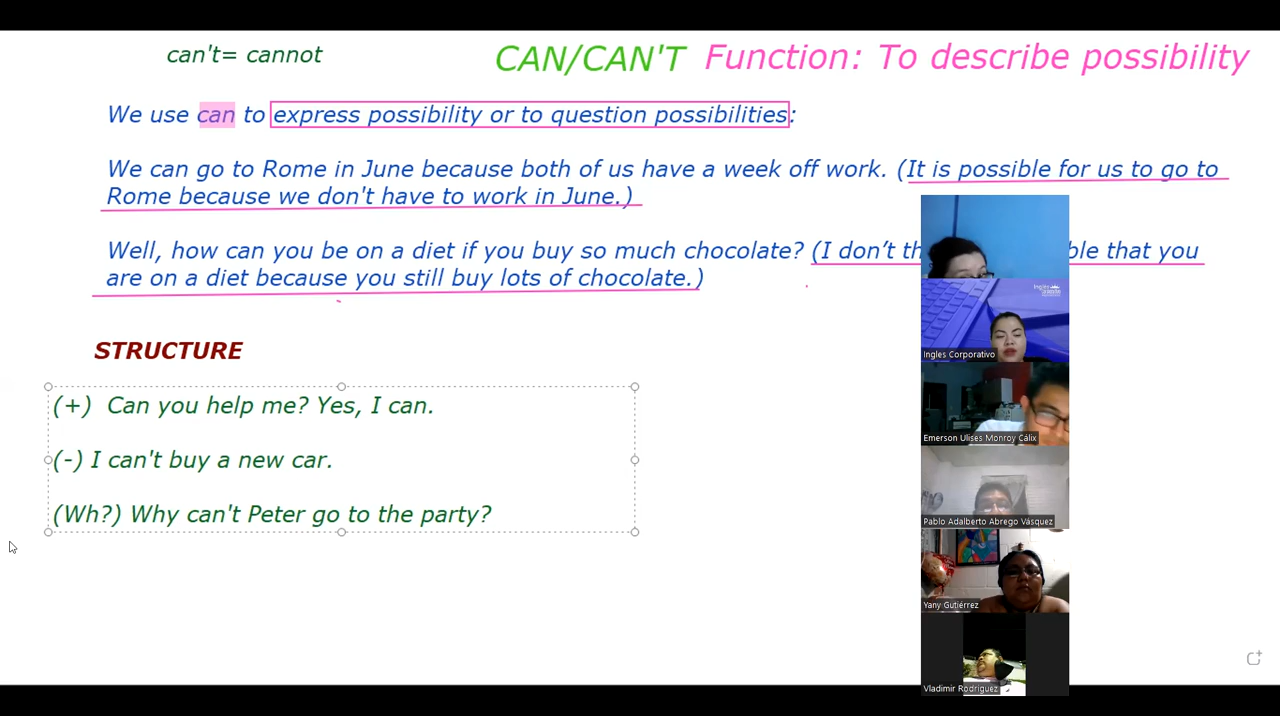 can't= cannot
CAN/CAN'T Function: To describe possibility
We use can to express possibility or to question possibilities:
We can go to Rome in June because both of us have a week off work. (It is possible for us to go to
Rome because we don't have to work in June.)
Well, how can you be on a diet if you buy so much chocolate? (I don't th ble that you
are on a diet because you still buy lots of chocolate.)
STRUCTURE
(+) Can you help me? Yes, I can.
(-) I can't buy a new car.
(Wh?) Why can't Peter go to the party?
Ingles Corporativo
Emerson Ulises Monroy Cálix
Pablo Adalberto Abrego Vásquez
Yany Gutiérrez
Vladimir Rodriguez